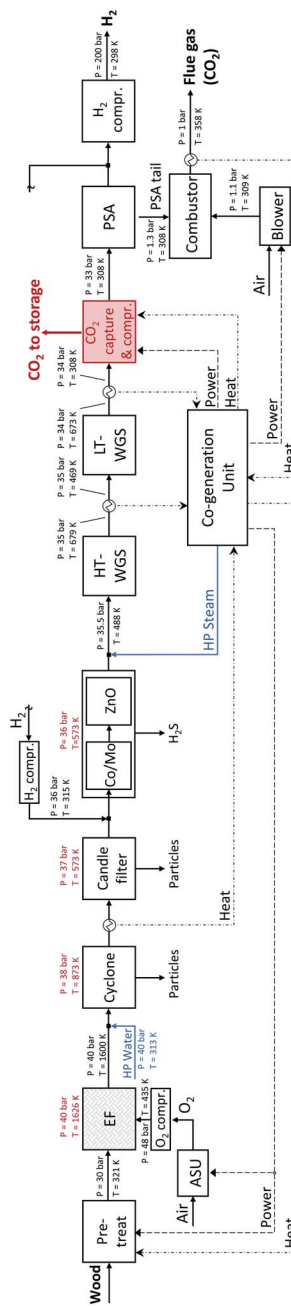 Wood
Pre-
treat
P = 30 bar
T = 321 K
P = 40 bar
T = 1626 K
EF
P = 48 bar
T = 435 K
O2 compr.
O2
Air
ASU
P = 40 bar
T = 1600 K
HP Water
P = 40 bar
T = 313 K
P = 38 bar
T = 873 K
Cyclone
Particles
P = 37 bar
T = 573 K
Candle
filter
Particles
H2
H2 compr.
P = 36 bar
T = 315 K
P= 36 bar
T=573 K
Co/Mo
ZnO
H2S
P = 35.5 bar
T = 488 K
HP Steam
HT-
WGS
P = 35 bar
T = 679 K
P = 35 bar
T = 469 K
LT-
WGS
P = 34 bar
T = 673 K
P = 34 bar
T = 308 K
CO2 to storage
CO2
capture
& compr.
P = 33 bar
T = 308 K
PSA
P = 1.3 bar
T = 308 K
PSA tail
H2
compr.
P = 200 bar
T = 298 K
H2
Combustor
P = 1 bar
T = 358 K
Flue gas
(CO2)
P = 1.1 bar
T = 309 K
Air
Blower
Co-generation
Unit
Power
Heat
Power
Heat
Heat
Power
Heat